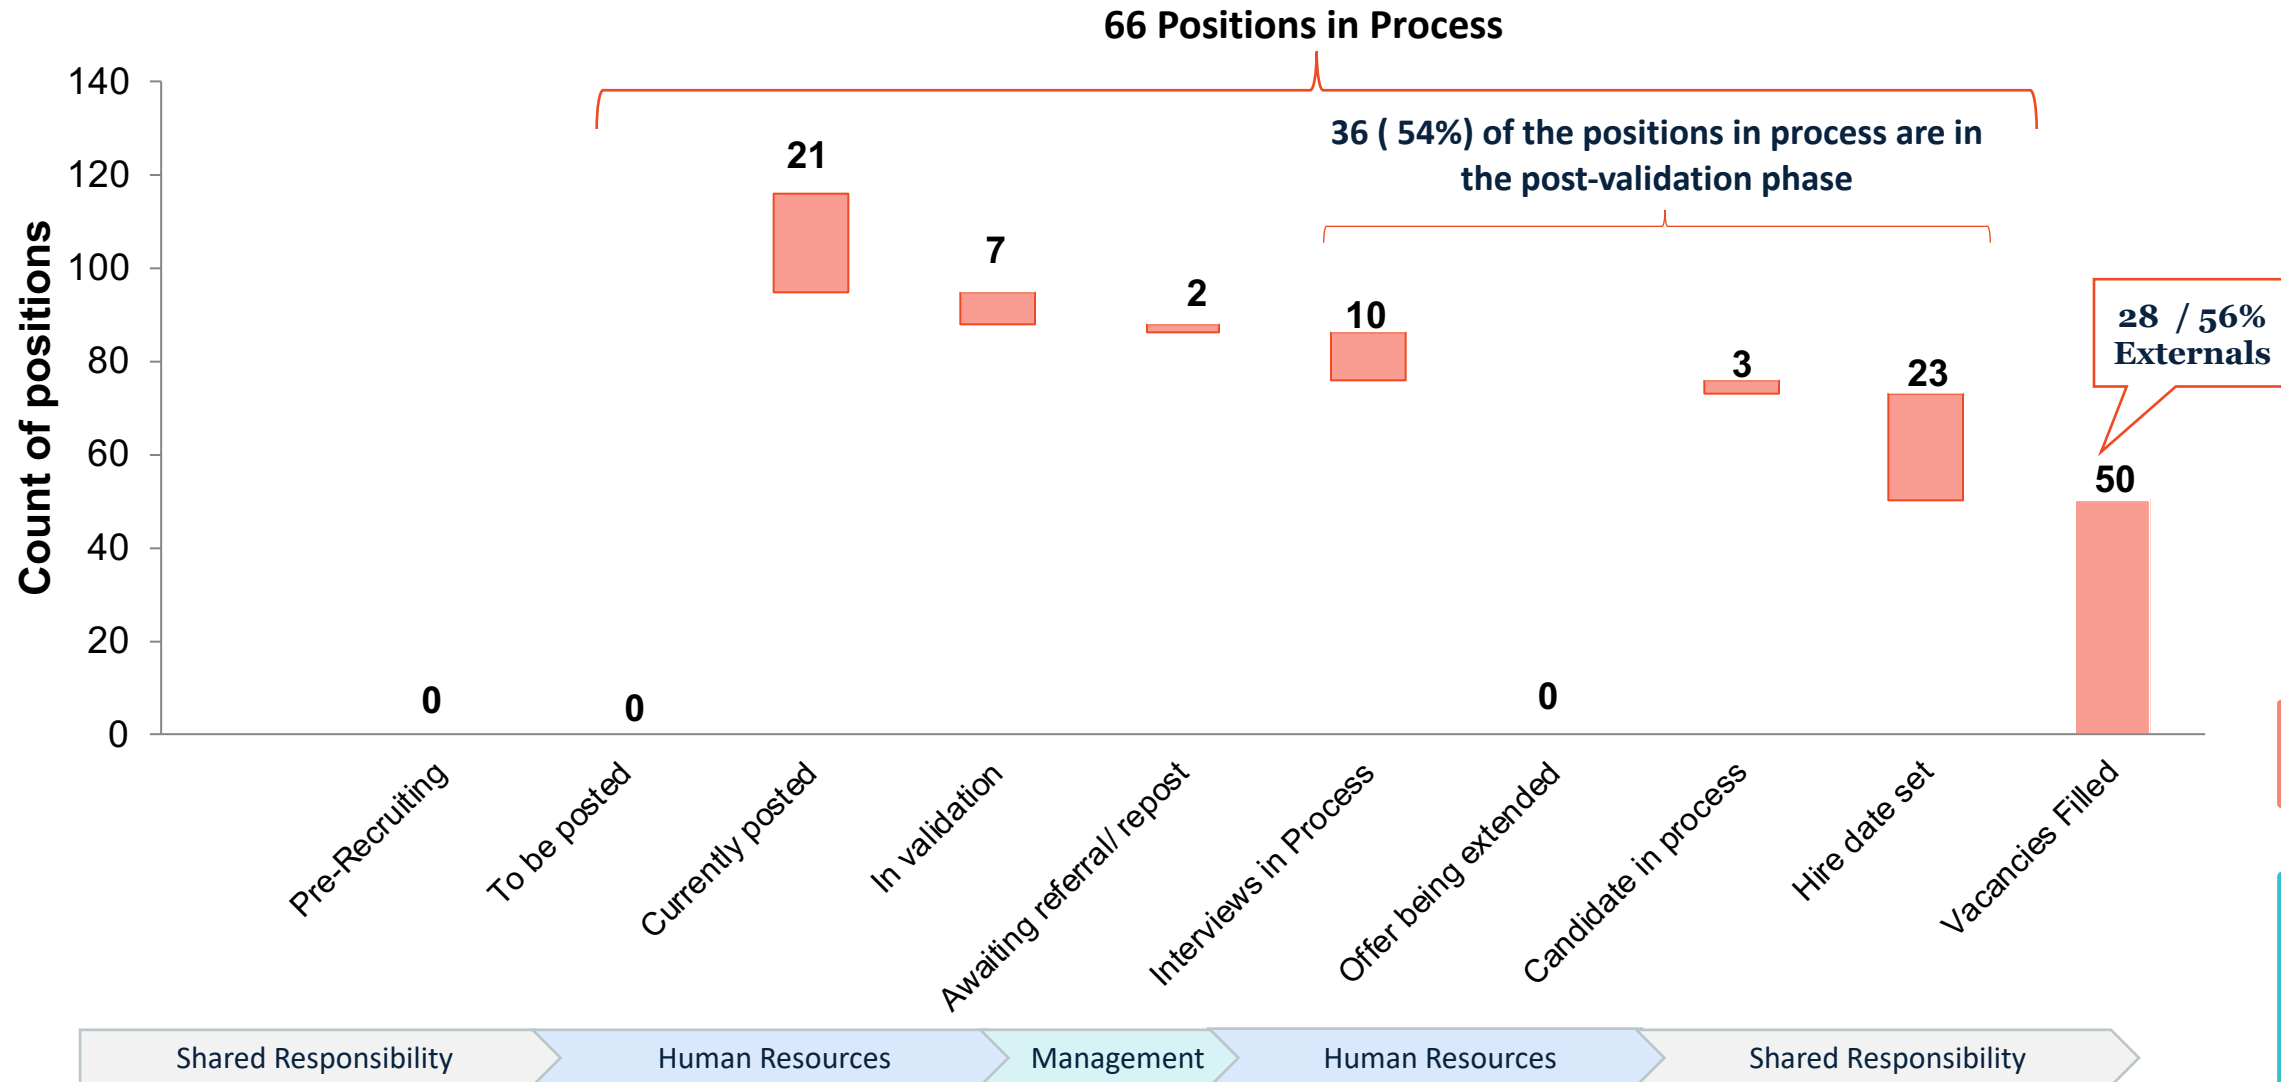 66 Positions in Process
36 ( 54%) of the positions in process are in
the post-validation phase
Count of positions
140
120
100
80
60
40
20
0
0
0
21
7
2
10
0
3
23
50
28 / 56%
Externals
Pre-Recruiting
To be posted
Currently posted
In validation
Awaiting referral/ repost
Interviews in Process
Offer being extended
Candidate in process
Hire date set
Vacancies Filled
Shared Responsibility
Human Resources
Management
Human Resources
Shared Responsibility